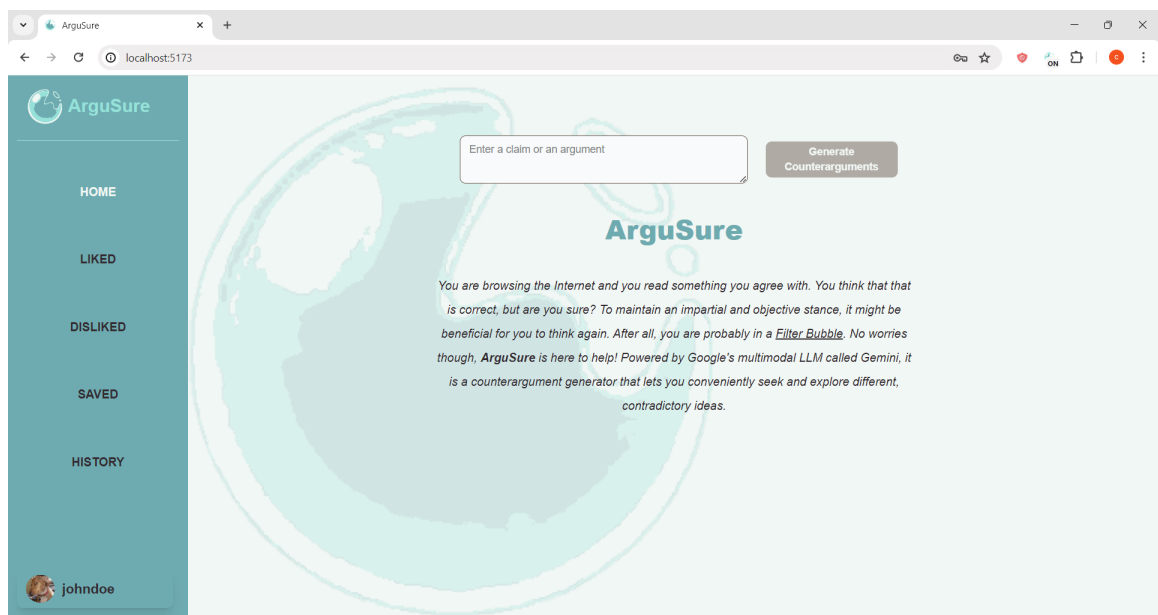 ArguSure
localhost:5173
ON
c
ArguSure
HOME
LIKED
DISLIKED
SAVED
HISTORY
johndoe
Enter a claim or an argument
Generate
Counterarguments
ArguSure
You are browsing the Internet and you read something you agree with. You think that that
is correct, but are you sure? To maintain an impartial and objective stance, it might be
beneficial for you to think again. After all, you are probably in a Filter Bubble. No worries
though, ArguSure is here to help! Powered by Google's multimodal LLM called Gemini, it
is a counterargument generator that lets you conveniently seek and explore different,
contradictory ideas.